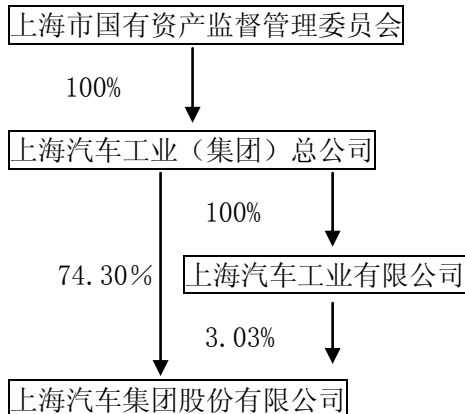 上海市国有资产监督管理委员会
100%
上海汽车工业（集团）总公司
100%
74.30%
上海汽车工业有限公司
3.03%
上海汽车集团股份有限公司